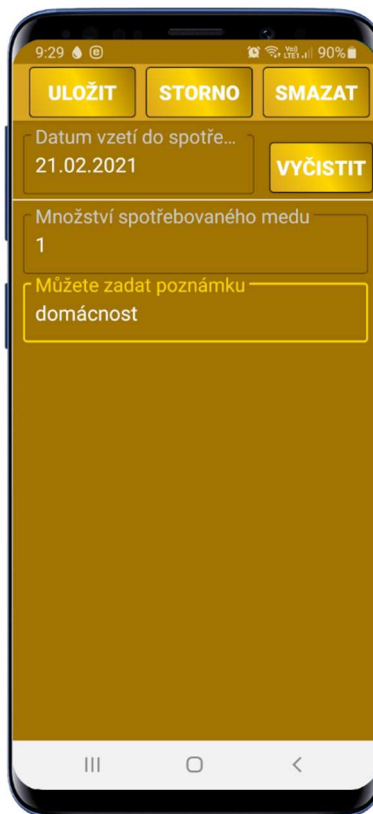 9:29 90%
ULOŽIT STORNO SMAZAT
Datum vzetí do spotře...
21.02.2021
VYČISTIT
Množství spotřebovaného medu
1
Můžete zadat poznámku
domácnost